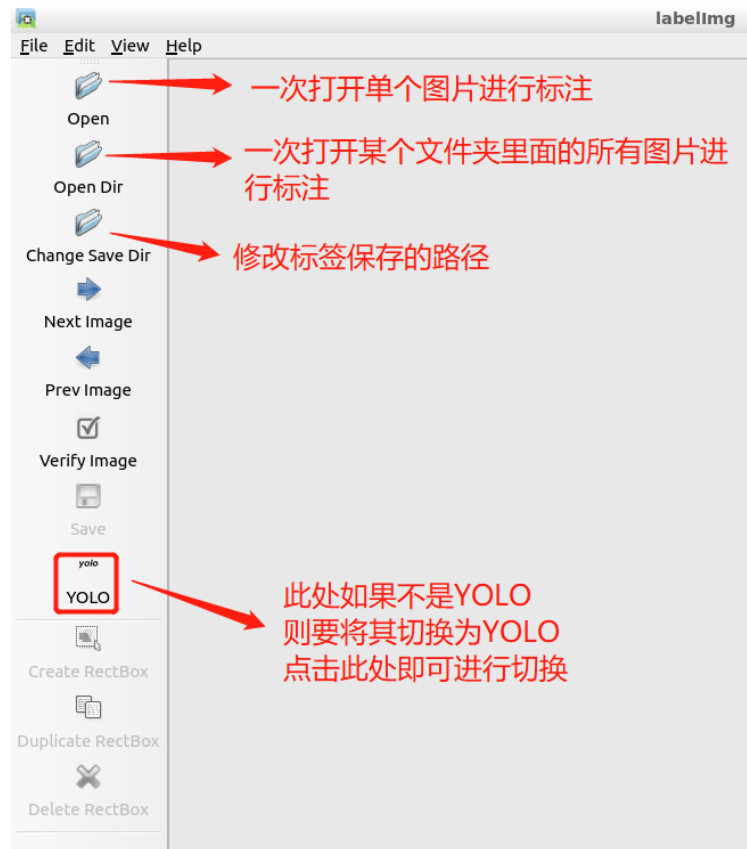 labelImg
File Edit View Help
Open
一次打开单个图片进行标注
Open Dir
一次打开某个文件夹里面的所有图片进
行标注
Change Save Dir
修改标签保存的路径
Next Image
Prev Image
Verify Image
Save
yolo
YOLO
此处如果不是YOLO
则要将其切换为YOLO
点击此处即可进行切换
Create RectBox
Duplicate RectBox
Delete RectBox